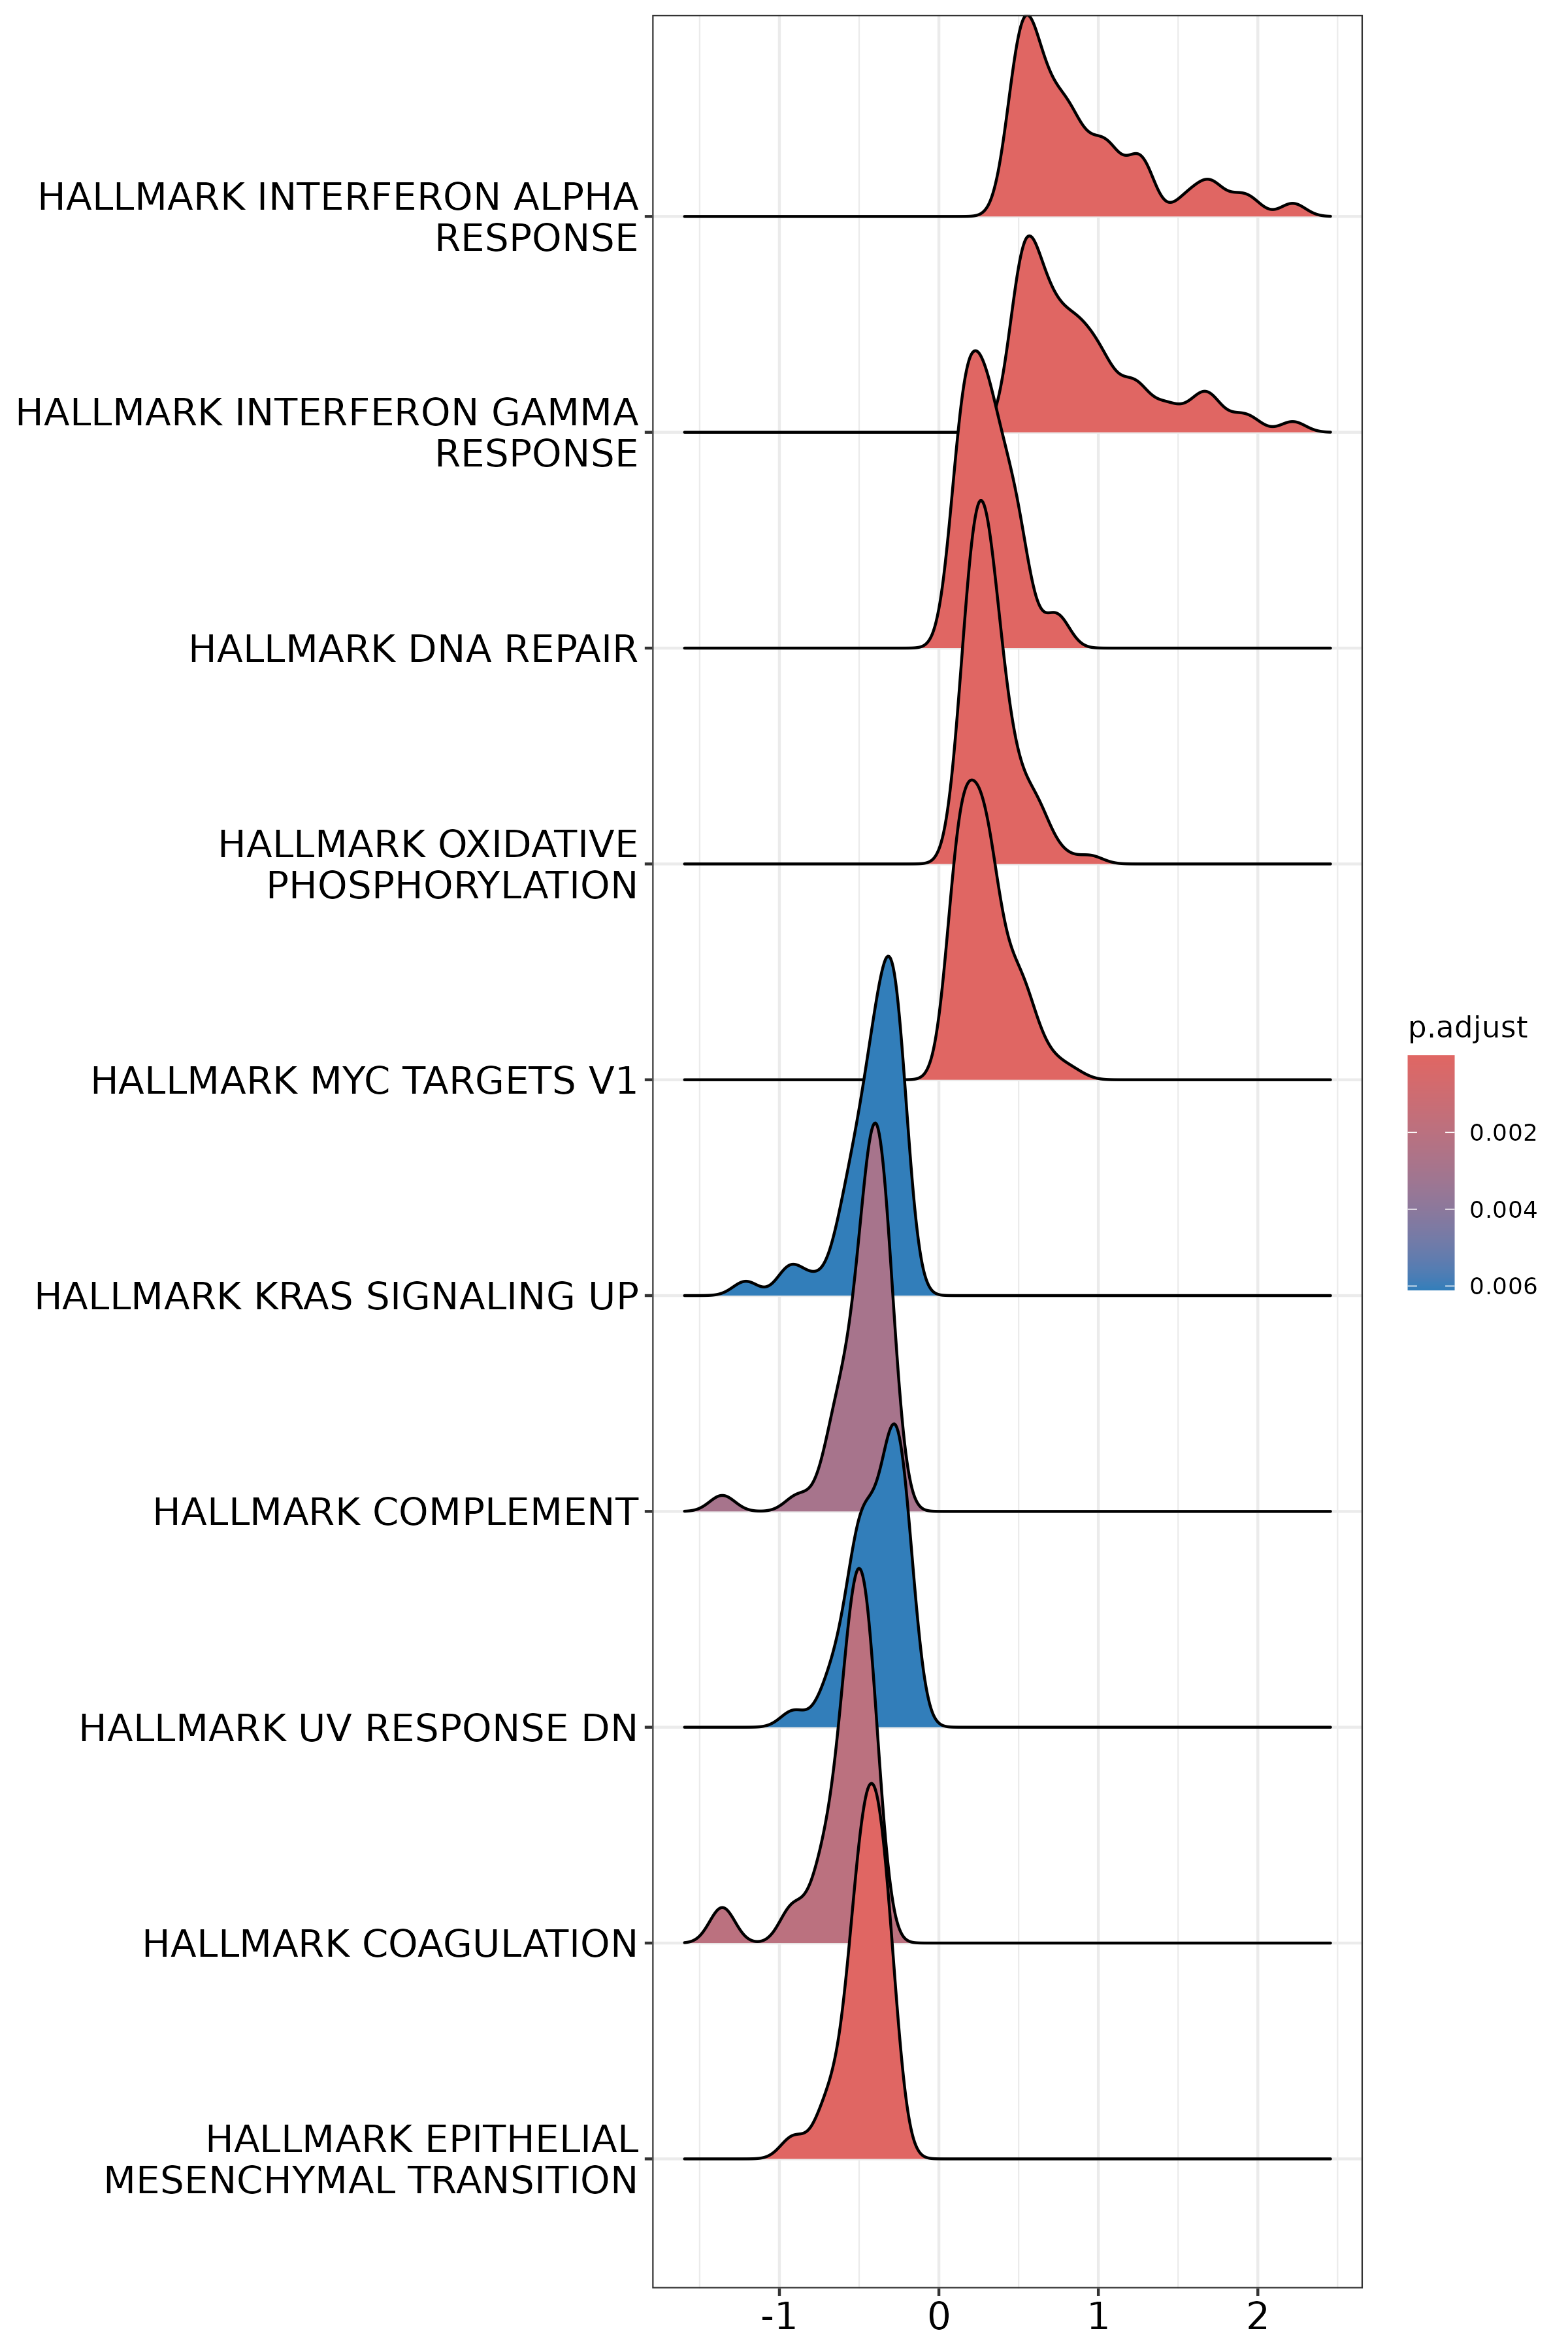 HALLMARK INTERFERON ALPHA
RESPONSE
HALLMARK INTERFERON GAMMA
RESPONSE
HALLMARK DNA REPAIR
HALLMARK OXIDATIVE
PHOSPHORYLATION
HALLMARK MYC TARGETS V1
HALLMARK KRAS SIGNALING UP
HALLMARK COMPLEMENT
HALLMARK UV RESPONSE DN
HALLMARK COAGULATION
HALLMARK EPITHELIAL
MESENCHYMAL TRANSITION
-1 0 1 2
p.adjust
0.002
0.004
0.006